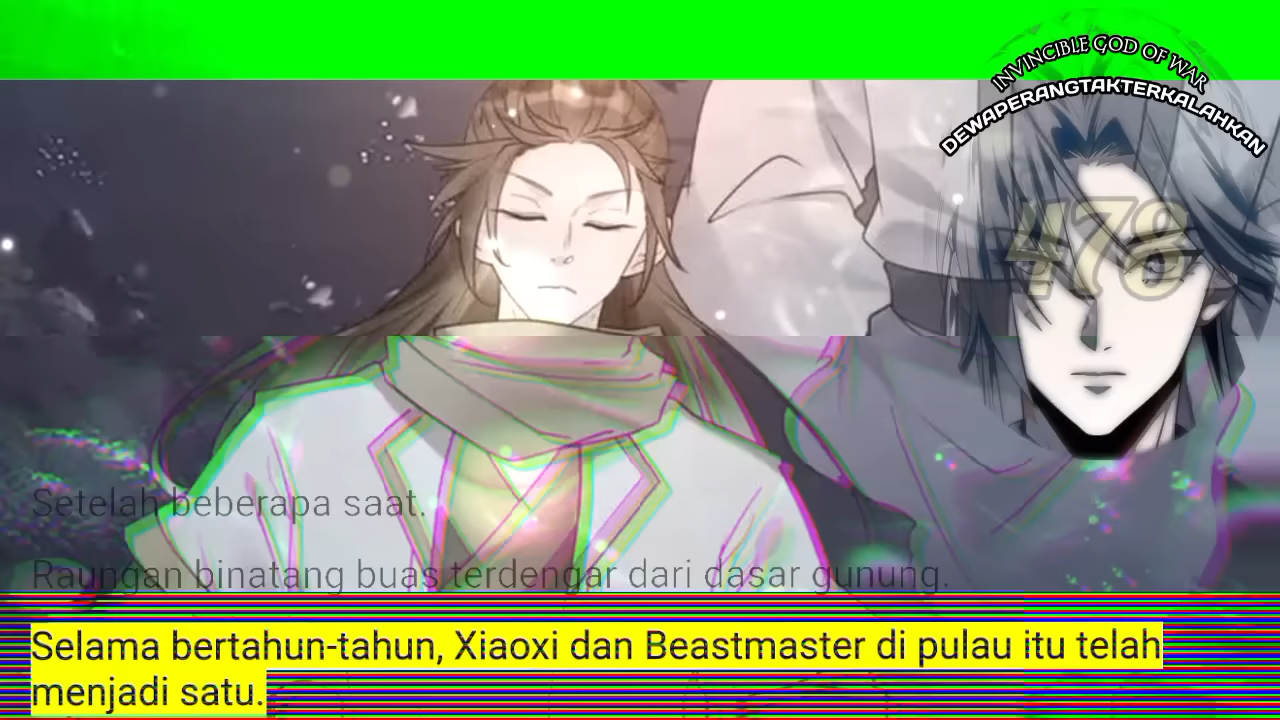 INVINCIBLE GOD OF WAR
DEWAPERANGTAKTERKALAHKAN
478
Setelah beberapa saat.
Raungan binatang buas terdengar dari dasar gunung.
Selama bertahun-tahun, Xiaoxi dan Beastmaster di pulau itu telah
menjadi satu.